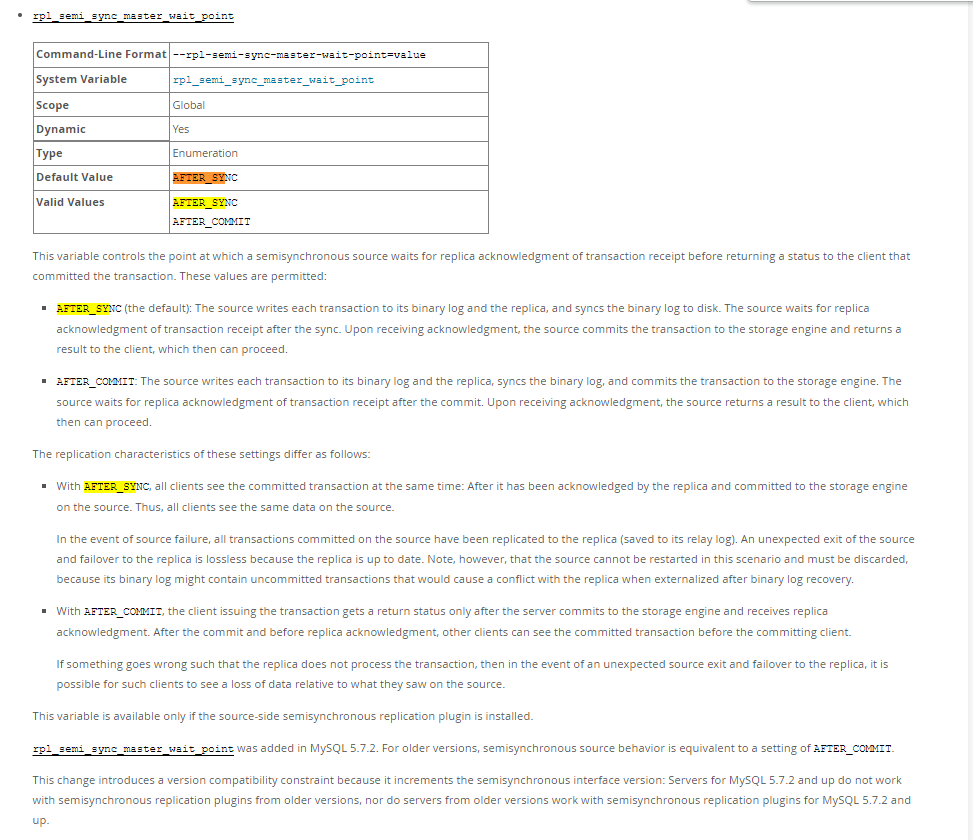 rpl_semi_sync_master_wait_point
Command-Line Format --rpl-semi-sync-master-wait-point=value
System Variable rpl_semi_sync_master_wait_point
Scope Global
Dynamic Yes
Type Enumeration
Default Value AFTER_SYNC
Valid Values AFTER_SYNC
AFTER_COMMIT
This variable controls the point at which a semisynchronous source waits for replica acknowledgment of transaction receipt before returning a status to the client that
committed the transaction. These values are permitted:
AFTER_SYNC (the default): The source writes each transaction to its binary log and the replica, and syncs the binary log to disk. The source waits for replica
acknowledgment of transaction receipt after the sync. Upon receiving acknowledgment, the source commits the transaction to the storage engine and returns a
result to the client, which then can proceed.
AFTER_COMMIT: The source writes each transaction to its binary log and the replica, syncs the binary log, and commits the transaction to the storage engine. The
source waits for replica acknowledgment of transaction receipt after the commit. Upon receiving acknowledgment, the source returns a result to the client, which
then can proceed.
The replication characteristics of these settings differ as follows:
With AFTER_SYNC, all clients see the committed transaction at the same time: After it has been acknowledged by the replica and committed to the storage engine
on the source. Thus, all clients see the same data on the source.
In the event of source failure, all transactions committed on the source have been replicated to the replica (saved to its relay log). An unexpected exit of the source
and failover to the replica is lossless because the replica is up to date. Note, however, that the source cannot be restarted in this scenario and must be discarded,
because its binary log might contain uncommitted transactions that would cause a conflict with the replica when externalized after binary log recovery.
With AFTER_COMMIT, the client issuing the transaction gets a return status only after the server commits to the storage engine and receives replica
acknowledgment. After the commit and before replica acknowledgment, other clients can see the committed transaction before the committing client.
If something goes wrong such that the replica does not process the transaction, then in the event of an unexpected source exit and failover to the replica, it is
possible for such clients to see a loss of data relative to what they saw on the source.
This variable is available only if the source-side semisynchronous replication plugin is installed.
rpl_semi_sync_master_wait_point was added in MySQL 5.7.2. For older versions, semisynchronous source behavior is equivalent to a setting of AFTER_COMMIT.
This change introduces a version compatibility constraint because it increments the semisynchronous interface version: Servers for MySQL 5.7.2 and up do not work
with semisynchronous replication plugins from older versions, nor do servers from older versions work with semisynchronous replication plugins for MySQL 5.7.2 and
up.